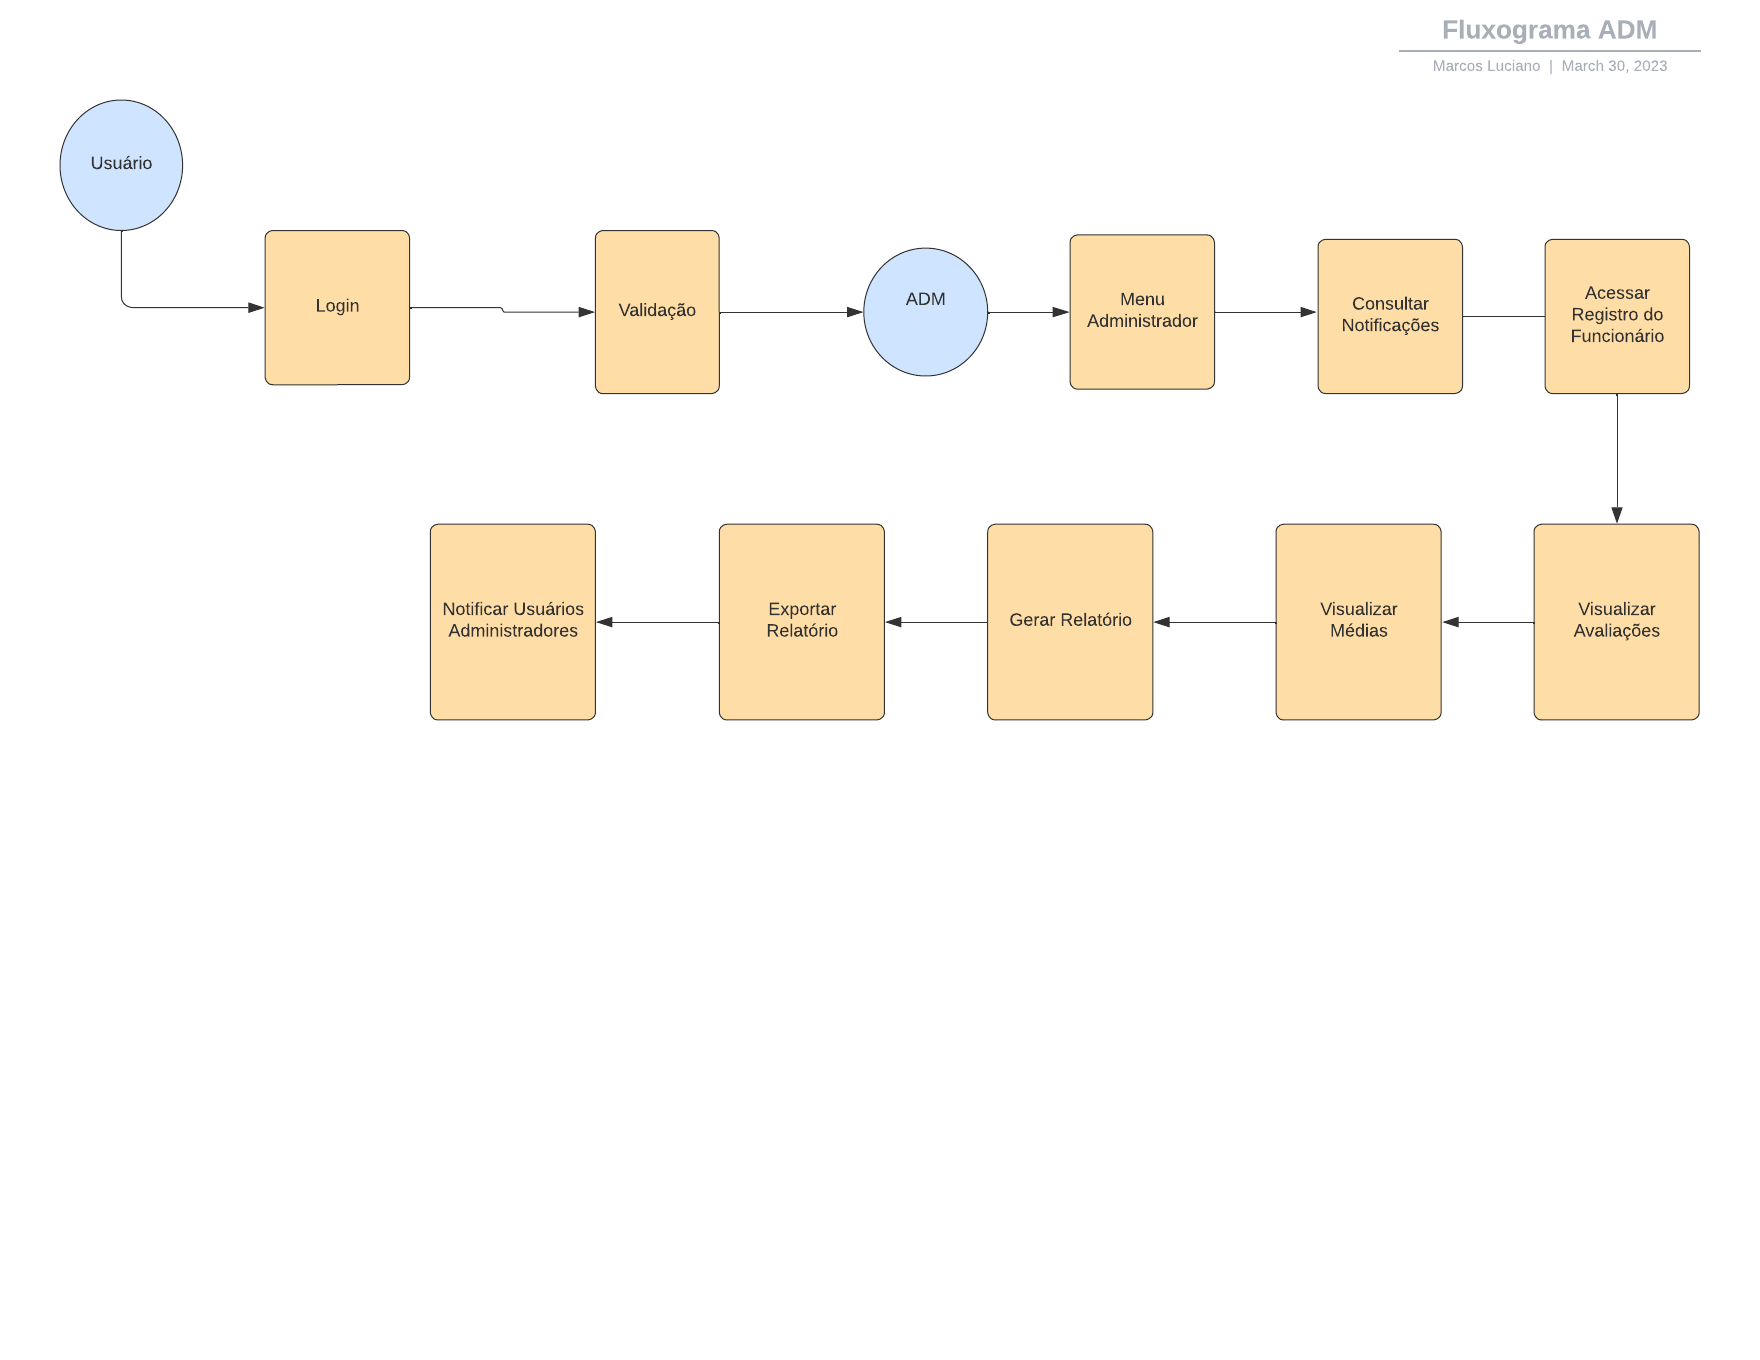 Fluxograma ADM
Marcos Luciano | March 30, 2023
Usuário
Login
Validação
ADM
Menu
Administrador
Consultar
Notificações
Acessar
Registro do
Funcionário
Visualizar
Avaliações
Visualizar
Médias
Gerar Relatório
Exportar
Relatório
Notificar Usuários
Administradores